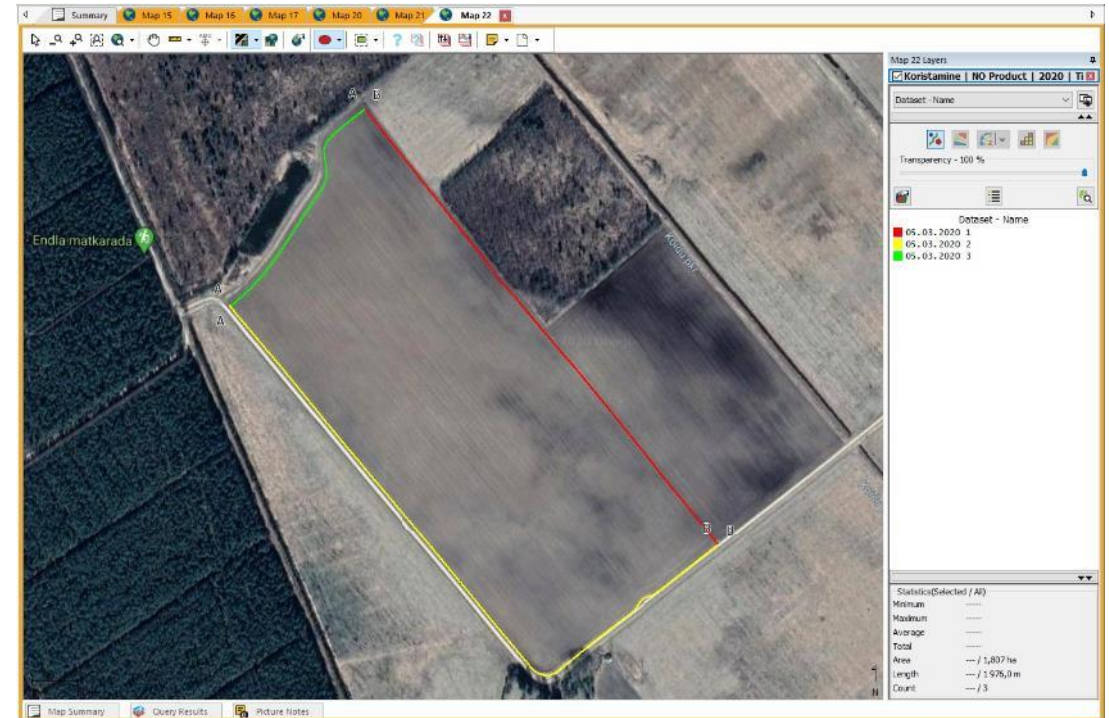 Summary Map 15 Map 16 Map 17 Map 20 Map 21 Map 22
Map 22 Layers
Koristamine | NO Product | 2020 | Ti
Dataset - Name
Transparency - 100 %
Dataset - Name
05.03.2020 1
05.03.2020 2
05.03.2020 3
A B
Endla matkarada
A
A
B B
N
Statistics(Selected / All)
Minimum -----
Maximum -----
Average -----
Total -----
Area --- / 1,807 ha
Length --- / 1 976,0 m
Count --- / 3
Map Summary Query Results Picture Notes